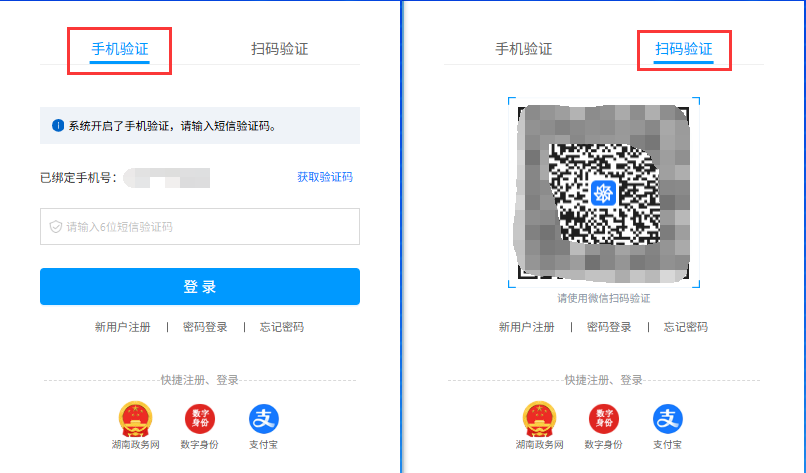 手机验证
扫码验证
系统开启了手机验证，请输入短信验证码。
已绑定手机号：
获取验证码
请输入6位短信验证码
登录
新用户注册 | 密码登录 | 忘记密码
快捷注册、登录
数字身份
湖南政务网
数字身份
支付宝
手机验证
扫码验证
请使用微信扫码验证
新用户注册 | 密码登录 | 忘记密码
快捷注册、登录
数字身份
湖南政务网
数字身份
支付宝